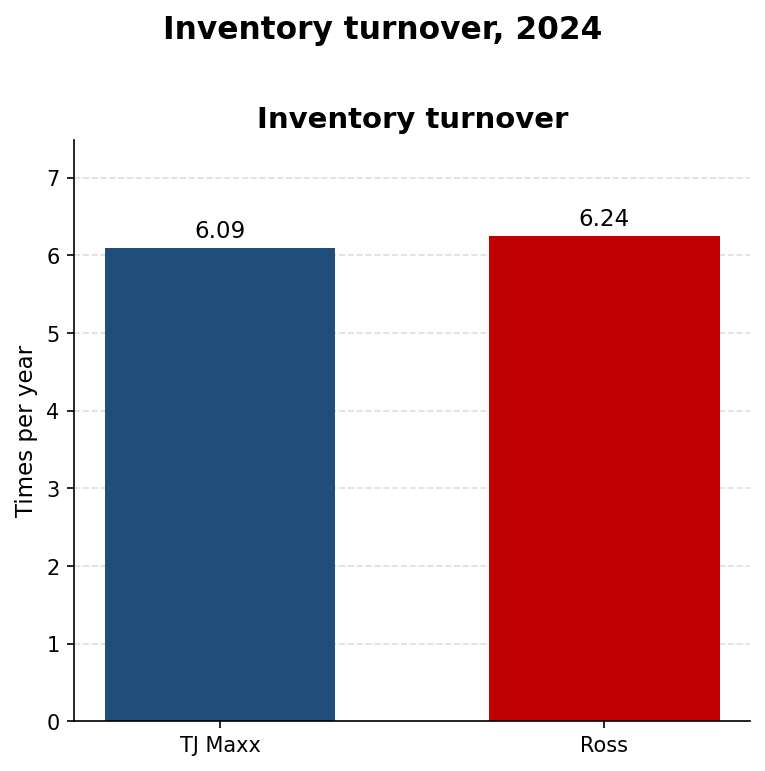 Inventory turnover, 2024
Inventory turnover
Times per year
7
6
5
4
3
2
1
0
6.09
6.24
TJ Maxx
Ross